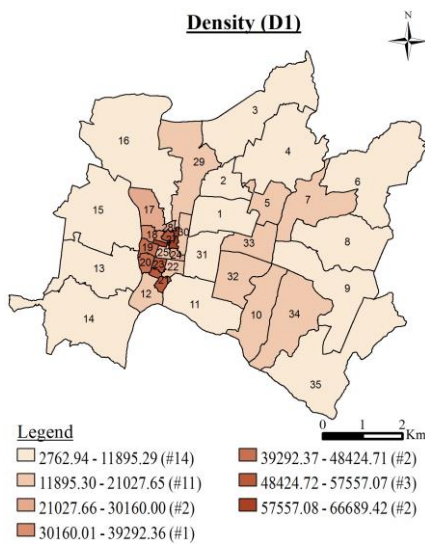 Density (D1)
N
3
16
4
29
2
6
5
7
15
17
1
28
18
30
33
19
8
25
24
31
13
20
23
22
32
9
21
12
11
10
34
14
35
0 1 2
Km
Legend
2762.94 - 11895.29 (#14)
11895.30 - 21027.65 (#11)
21027.66 - 30160.00 (#2)
30160.01 - 39292.36 (#1)
39292.37 - 48424.71 (#2)
48424.72 - 57557.07 (#3)
57557.08 - 66689.42 (#2)